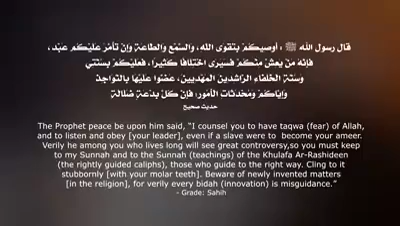 قال رسول الله ﷺ : أوصيكم بتقوى الله، والسمع والطاعة وإن تأمر عليكم عبد،
فإنه من يعش منكم فسيرى اختلافا كثيرا، فعليكم بسنتي
وسنة الخلفاء الراشدين المهديين، عضوا عليها بالنواجذ
وإياكم ومحدثات الأمور؛ فإن كل بدعة ضلالة
حديث صحيح
The Prophet peace be upon him said, "I counsel you to have taqwa (fear) of Allah,
and to listen and obey [your leader], even if a slave were to become your ameer.
Verily he among you who lives long will see great controversy,so you must keep
to my Sunnah and to the Sunnah (teachings) of the Khulafa Ar-Rashideen
(the rightly guided caliphs), those who guide to the right way. Cling to it
stubbornly [with your molar teeth]. Beware of newly invented matters
[in the religion], for verily every bidah (innovation) is misguidance."
- Grade: Sahih